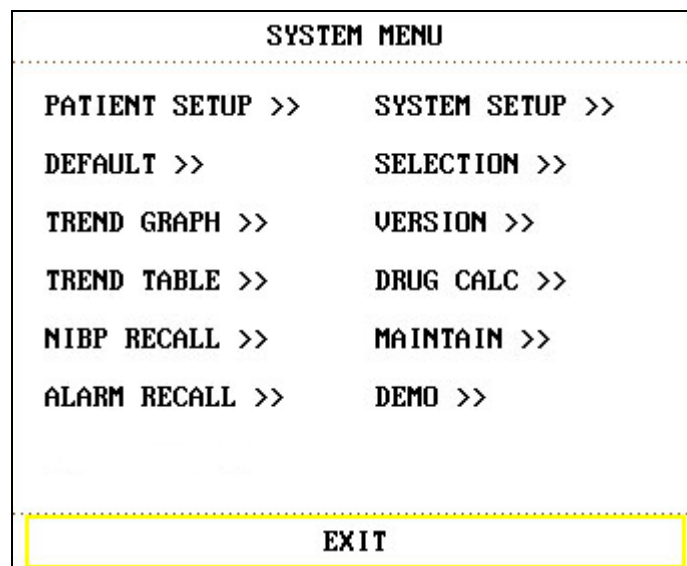 SYSTEM MENU
PATIENT SETUP >> SYSTEM SETUP >>
DEFAULT >> SELECTION >>
TREND GRAPH >> VERSION >>
TREND TABLE >> DRUG CALC >>
NIBP RECALL >> MAINTAIN >>
ALARM RECALL >> DEMO >>
EXIT